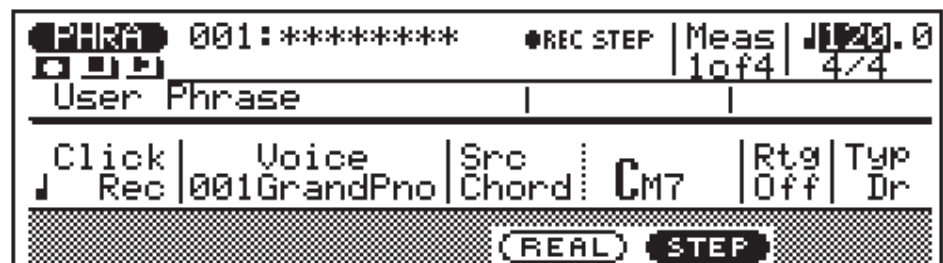 PHRA 001:******** ●REC STEP Meas ♩120.0
1of4 4/4
User Phrase
Click Voice Src CM7 Rtg Typ
♩ Rec 001GrandPno Chord Off Dr
REAL STEP